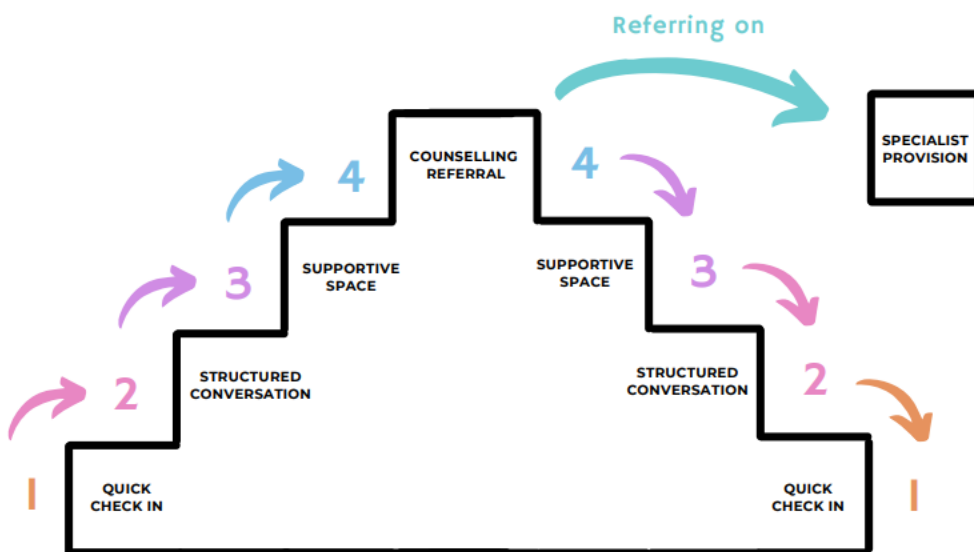 Referring on
SPECIALIST
PROVISION
COUNSELLING
REFERRAL
4
4
SUPPORTIVE
SPACE
3
SUPPORTIVE
SPACE
3
STRUCTURED
CONVERSATION
2
STRUCTURED
CONVERSATION
2
QUICK
CHECK IN
1
QUICK
CHECK IN
1